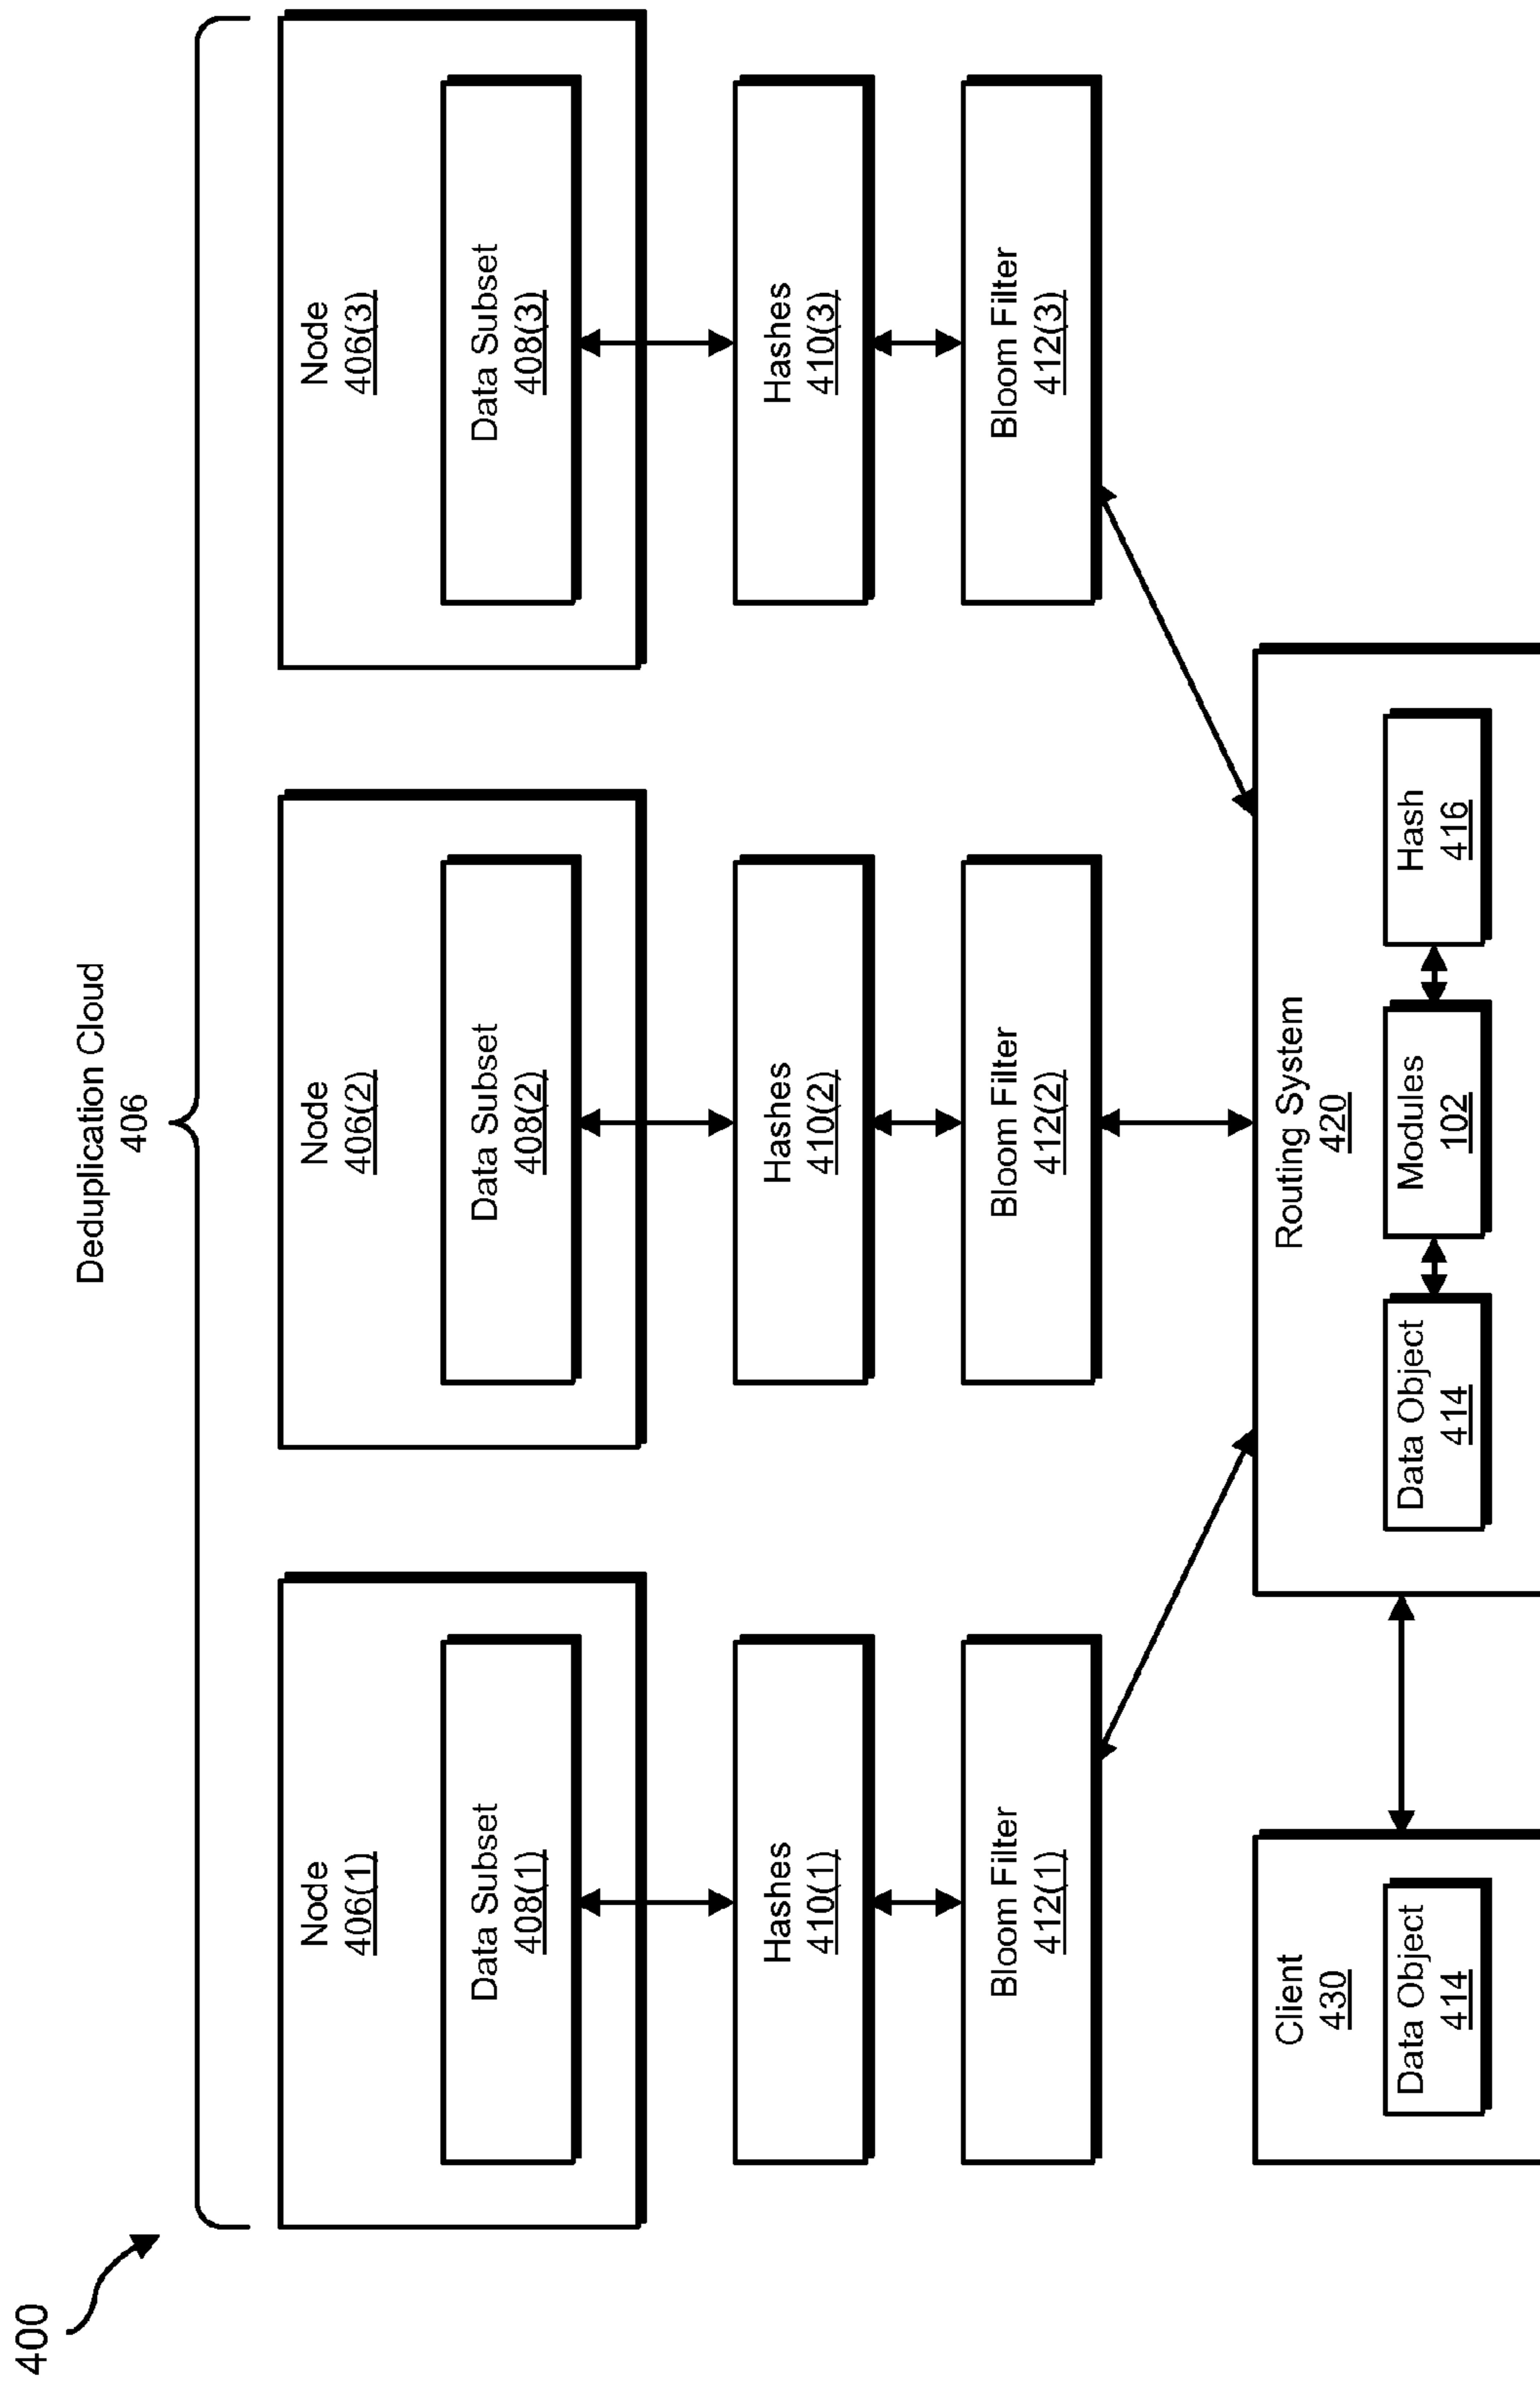 400
Deduplication Cloud
406
Node
406(1)
Data Subset
408(1)
Hashes
410(1)
Bloom Filter
412(1)
Node
406(2)
Data Subset
408(2)
Hashes
410(2)
Bloom Filter
412(2)
Node
406(3)
Data Subset
408(3)
Hashes
410(3)
Bloom Filter
412(3)
Client
430
Data Object
414
Routing System
420
Data Object
414
Modules
102
Hash
416